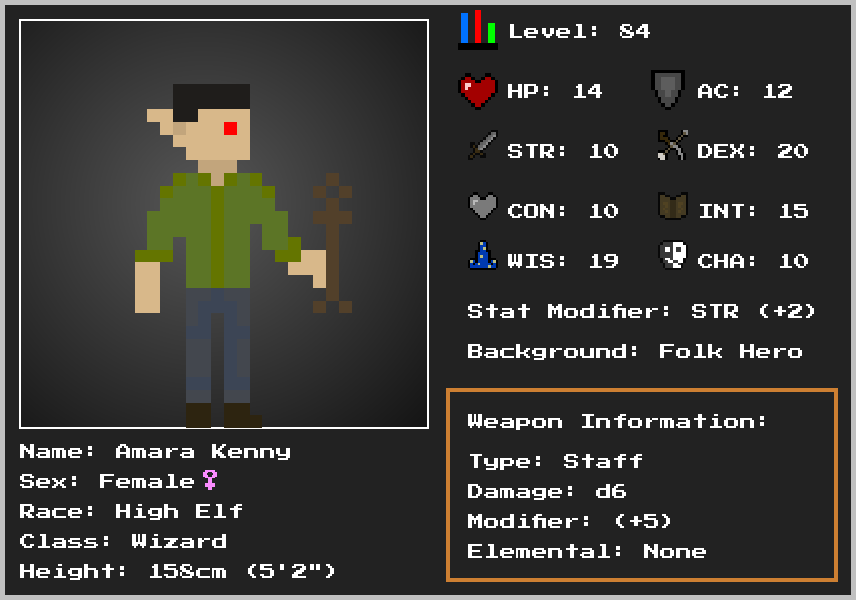 Level: 84
HP: 14
AC: 12
STR: 10
DEX: 20
CON: 10
INT: 15
WIS: 19
CHA: 10
Stat Modifier: STR (+2)
Background: Folk Hero
Weapon Information:
Type: Staff
Damage: d6
Modifier: (+5)
Elemental: None
Name: Amara Kenny
Sex: Female♀
Race: High Elf
Class: Wizard
Height: 158cm (5'2")